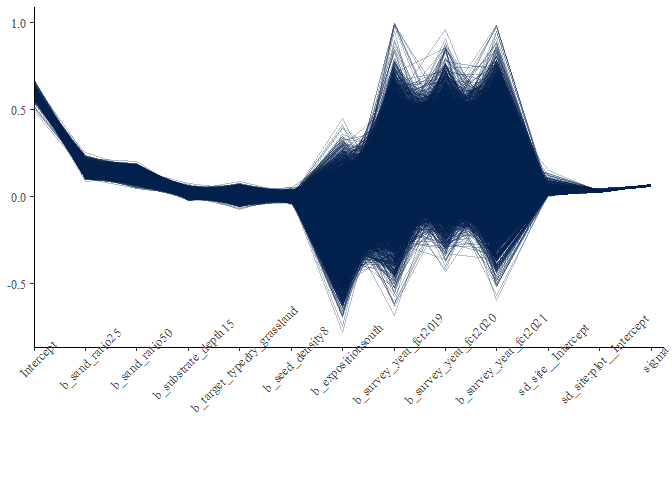 1.0
0.5
0.0
-0.5
Intercept
b_sand_ratio25
b_sand_ratio50
b_substrate_depth15
b_target_typedry_grassland
b_seed_density8
b_expositionsouth
b_survey_year_fct2019
b_survey_year_fct2020
b_survey_year_fct2021
sd_site__Intercept
sd_site:plot__Intercept
sigma